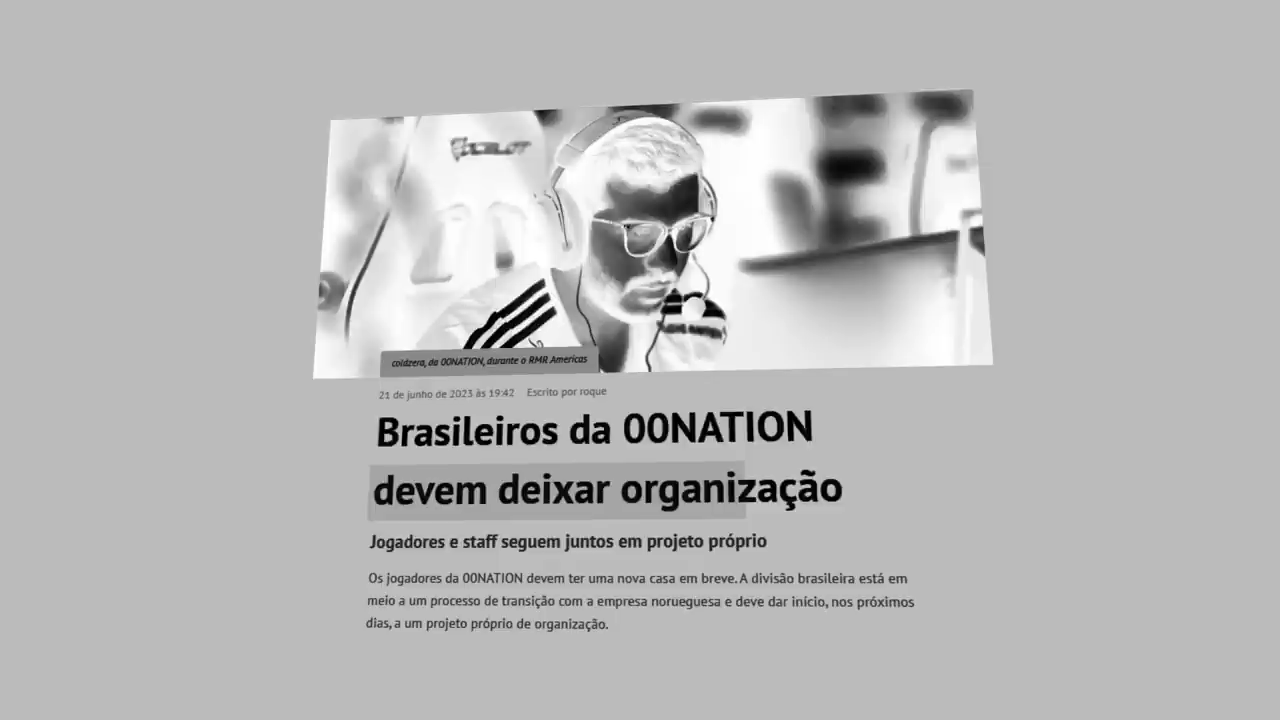 coldzera, da 00NATION, durante o RMR Americas
21 de junho de 2023 às 19:42 Escrito por roque
Brasileiros da 00NATION
devem deixar organização
Jogadores e staff seguem juntos em projeto próprio
Os jogadores da 00NATION devem ter uma nova casa em breve. A divisão brasileira está em
meio a um processo de transição com a empresa norueguesa e deve dar início, nos próximos
dias, a um projeto próprio de organização.